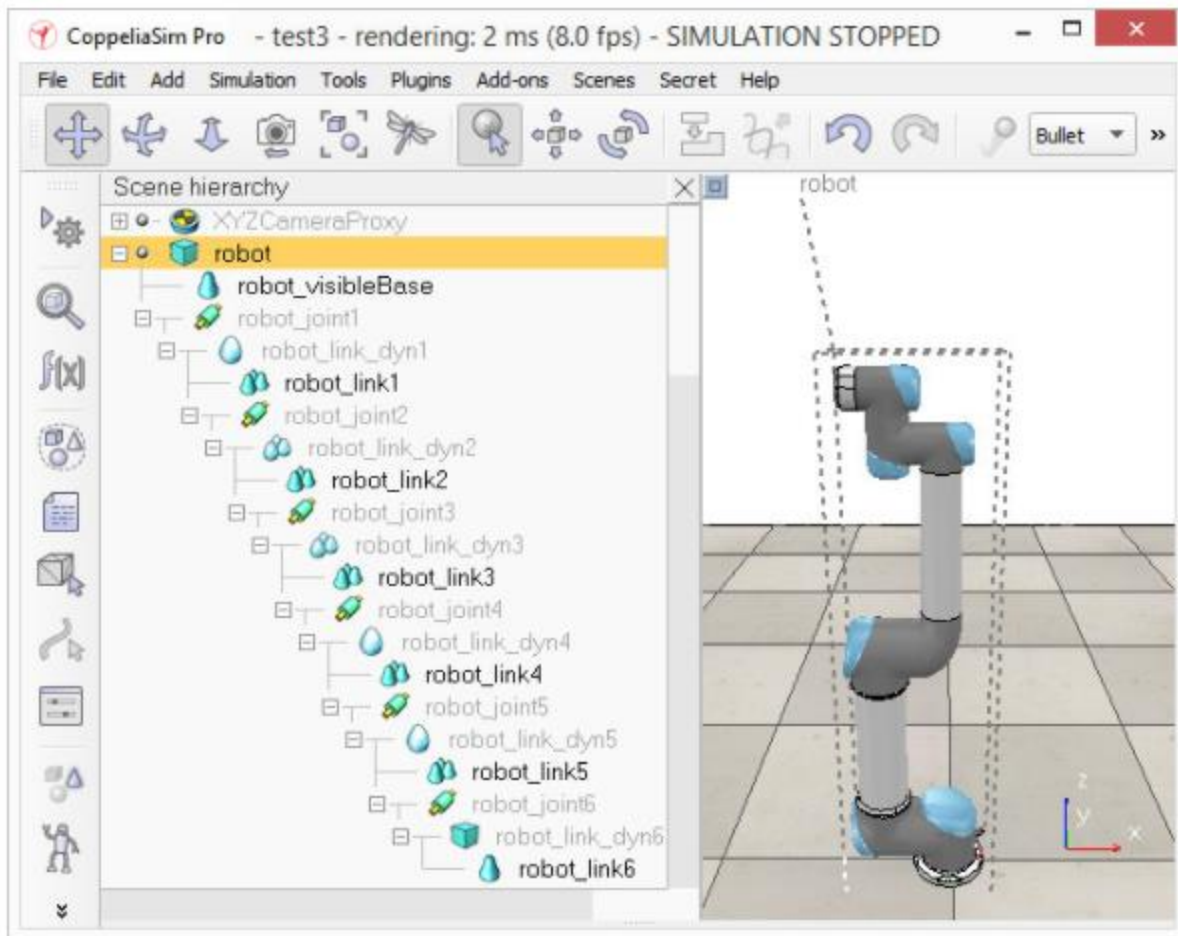 CoppeliaSim Pro - test3 - rendering: 2 ms (8.0 fps) - SIMULATION STOPPED
File Edit Add Simulation Tools Plugins Add-ons Scenes Secret Help
Bullet
Scene hierarchy
robot
XYZCameraProxy
robot
robot_visibleBase
robot_joint1
robot_link_dyn1
robot_link1
robot_joint2
robot_link_dyn2
robot_link2
robot_joint3
robot_link_dyn3
robot_link3
robot_joint4
robot_link_dyn4
robot_link4
robot_joint5
robot_link_dyn5
robot_link5
robot_joint6
robot_link_dyn6
robot_link6
f(x)
z
y
x